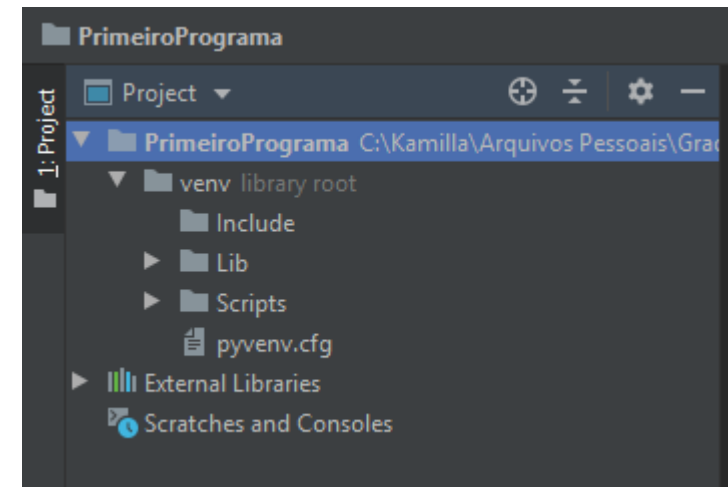 PrimeiroPrograma
1: Project
Project
PrimeiroPrograma C:\Kamilla\Arquivos Pessoais\Grac
venv library root
Include
Lib
Scripts
pyvenv.cfg
External Libraries
Scratches and Consoles